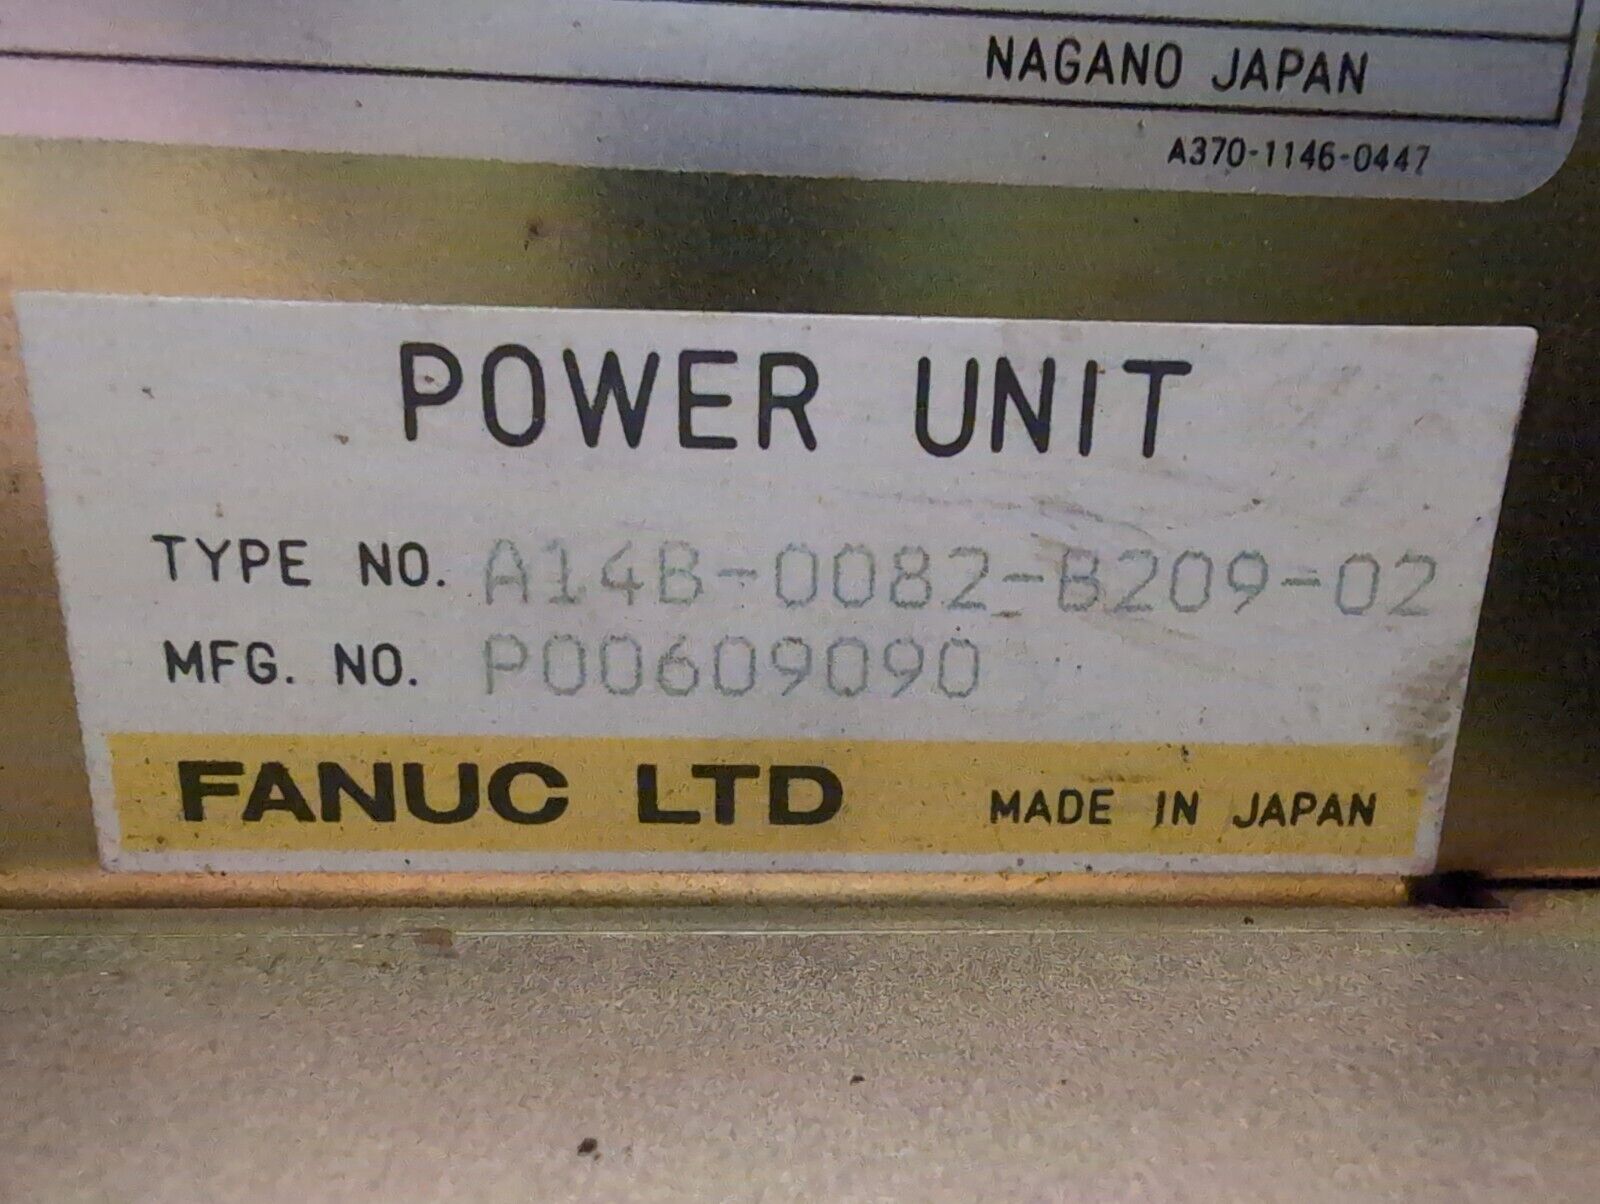 NAGANO JAPAN
A370-1146-0447
POWER UNIT
TYPE NO. A14B-0082-B209-02
MFG. NO. P00609090
FANUC LTD MADE IN JAPAN